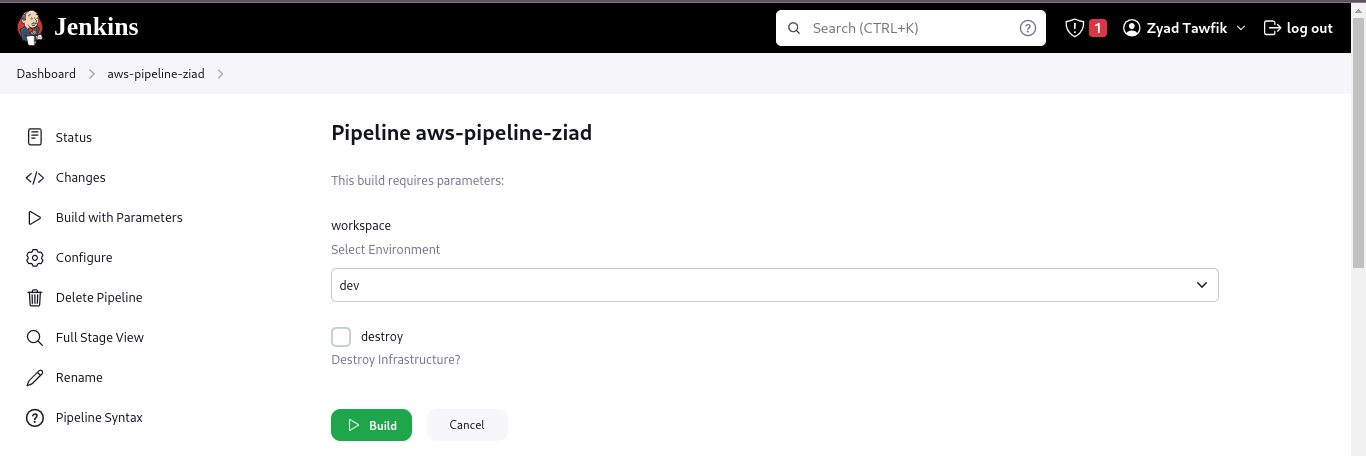 Jenkins
Search (CTRL+K)
1
Zyad Tawfik
log out
Dashboard
aws-pipeline-ziad
Status
Changes
Build with Parameters
Configure
Delete Pipeline
Full Stage View
Rename
Pipeline Syntax
Pipeline aws-pipeline-ziad
This build requires parameters:
workspace
Select Environment
dev
destroy
Destroy Infrastructure?
Build
Cancel